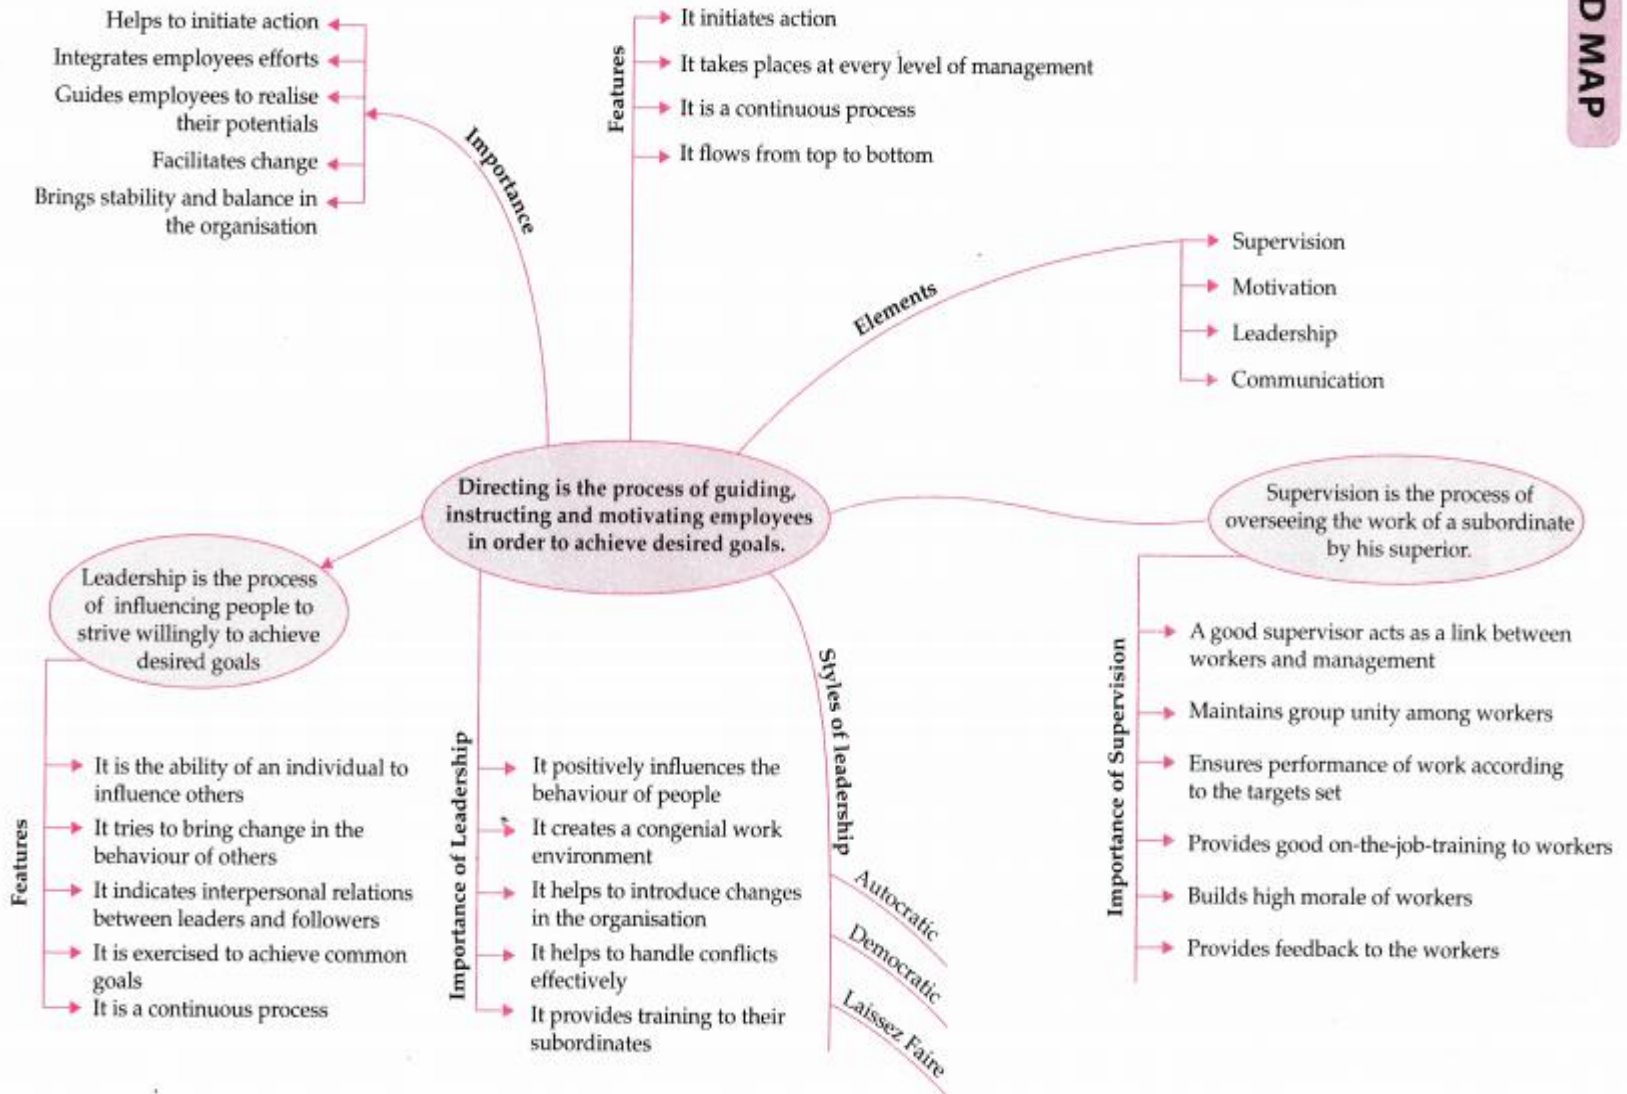 D MAP
Helps to initiate action
Integrates employees efforts
Guides employees to realise
their potentials
Facilitates change
Brings stability and balance in
the organisation
Importance
Features
It initiates action
It takes places at every level of management
It is a continuous process
It flows from top to bottom
Elements
Supervision
Motivation
Leadership
Communication
Directing is the process of guiding,
instructing and motivating employees
in order to achieve desired goals.
Supervision is the process of
overseeing the work of a subordinate
by his superior.
Leadership is the process
of influencing people to
strive willingly to achieve
desired goals
Features
It is the ability of an individual to
influence others
It tries to bring change in the
behaviour of others
It indicates interpersonal relations
between leaders and followers
It is exercised to achieve common
goals
It is a continuous process
Importance of Leadership
It positively influences the
behaviour of people
It creates a congenial work
environment
It helps to introduce changes
in the organisation
It helps to handle conflicts
effectively
It provides training to their
subordinates
Styles of leadership
Autocratic
Democratic
Laissez Faire
Importance of Supervision
A good supervisor acts as a link between
workers and management
Maintains group unity among workers
Ensures performance of work according
to the targets set
Provides good on-the-job-training to workers
Builds high morale of workers
Provides feedback to the workers